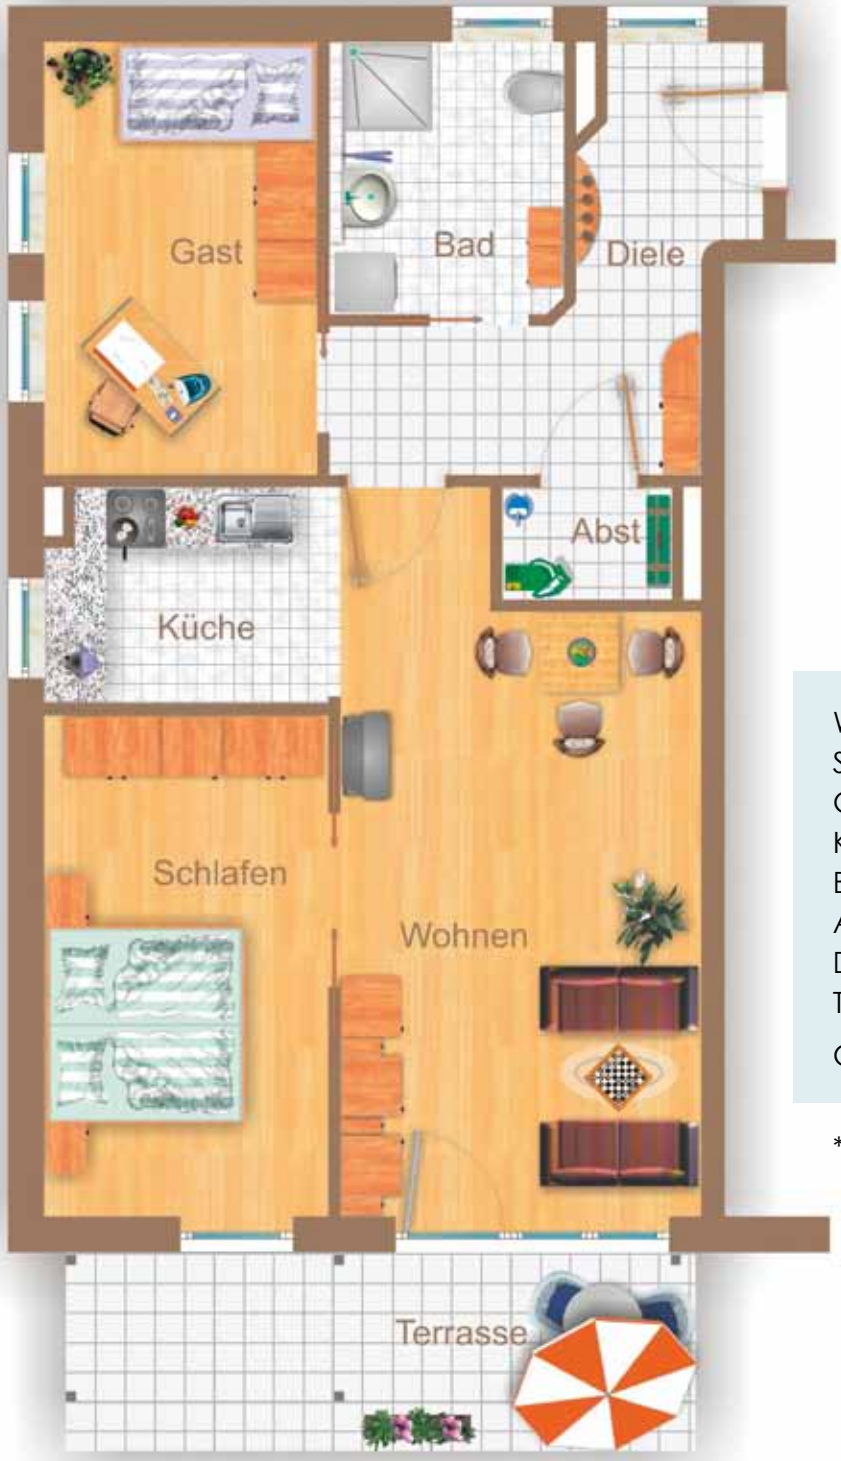 Gast
Bad
Diele
Abst
Küche
Schlafen
Wohnen
Terrasse
*